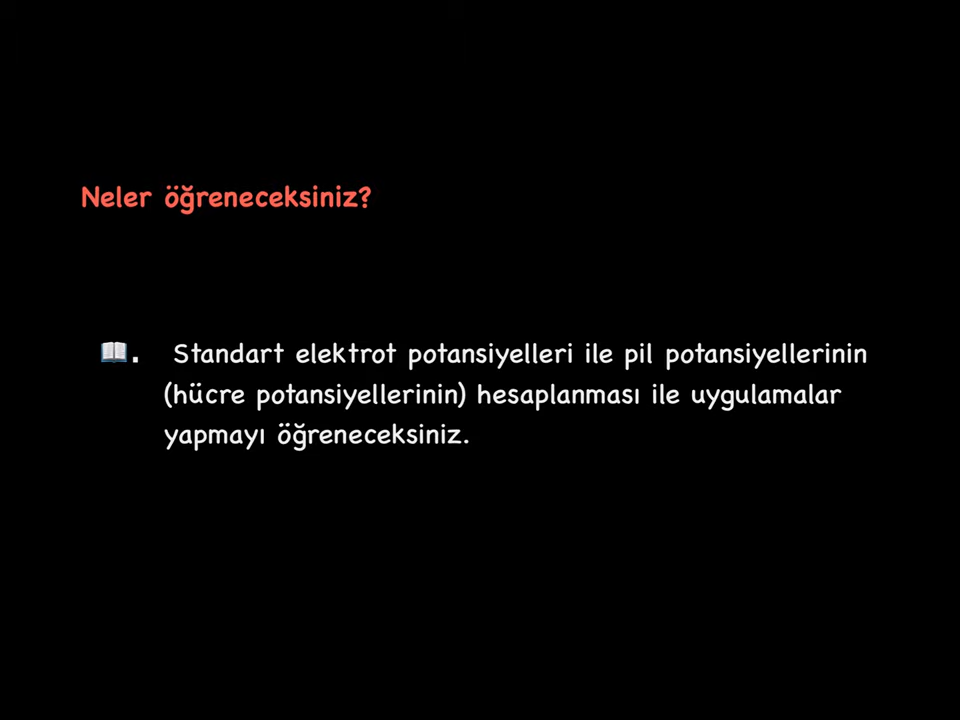 Neler öğreneceksiniz?
📖. Standart elektrot potansiyelleri ile pil potansiyellerinin
(hücre potansiyellerinin) hesaplanması ile uygulamalar
yapmayı öğreneceksiniz.